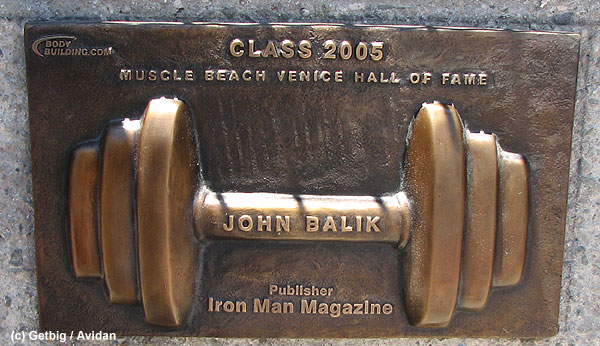 BODY
BUILDING.COM
CLASS 2005
MUSCLE BEACH VENICE HALL OF FAME
JOHN BALIK
Publisher
Iron Man Magazine
(c) Getbig / Avidan